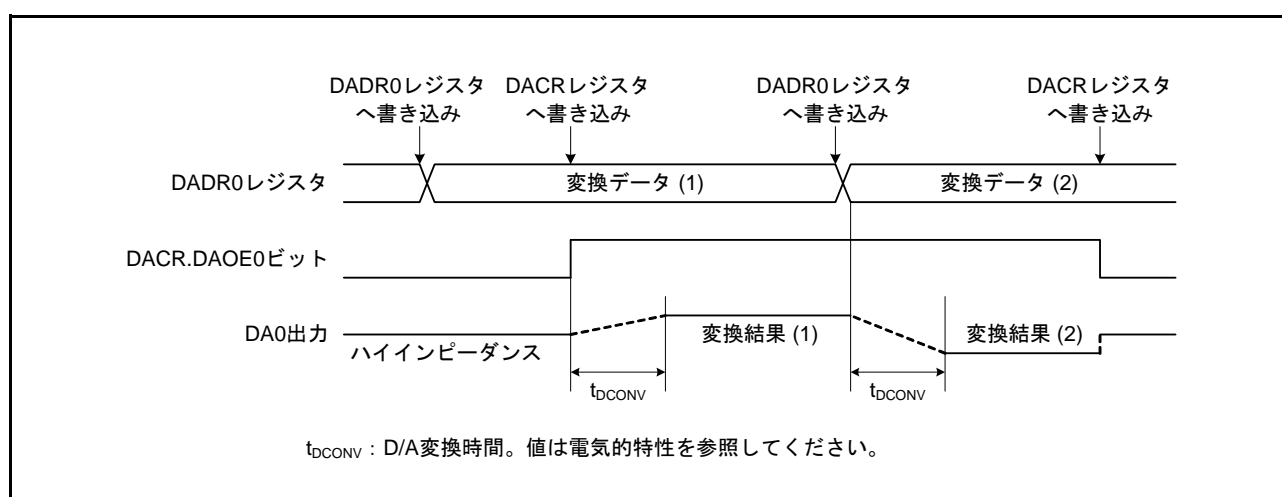 DADR0レジスタ
へ書き込み
DACRレジスタ
へ書き込み
DADR0レジスタ
へ書き込み
DACRレジスタ
へ書き込み
DADR0レジスタ
変換データ (1)
変換データ (2)
DACR.DAOE0ビット
DA0出力
ハイインピーダンス
変換結果 (1)
変換結果 (2)
tDCONV
tDCONV
tDCONV：D/A変換時間。値は電気的特性を参照してください。